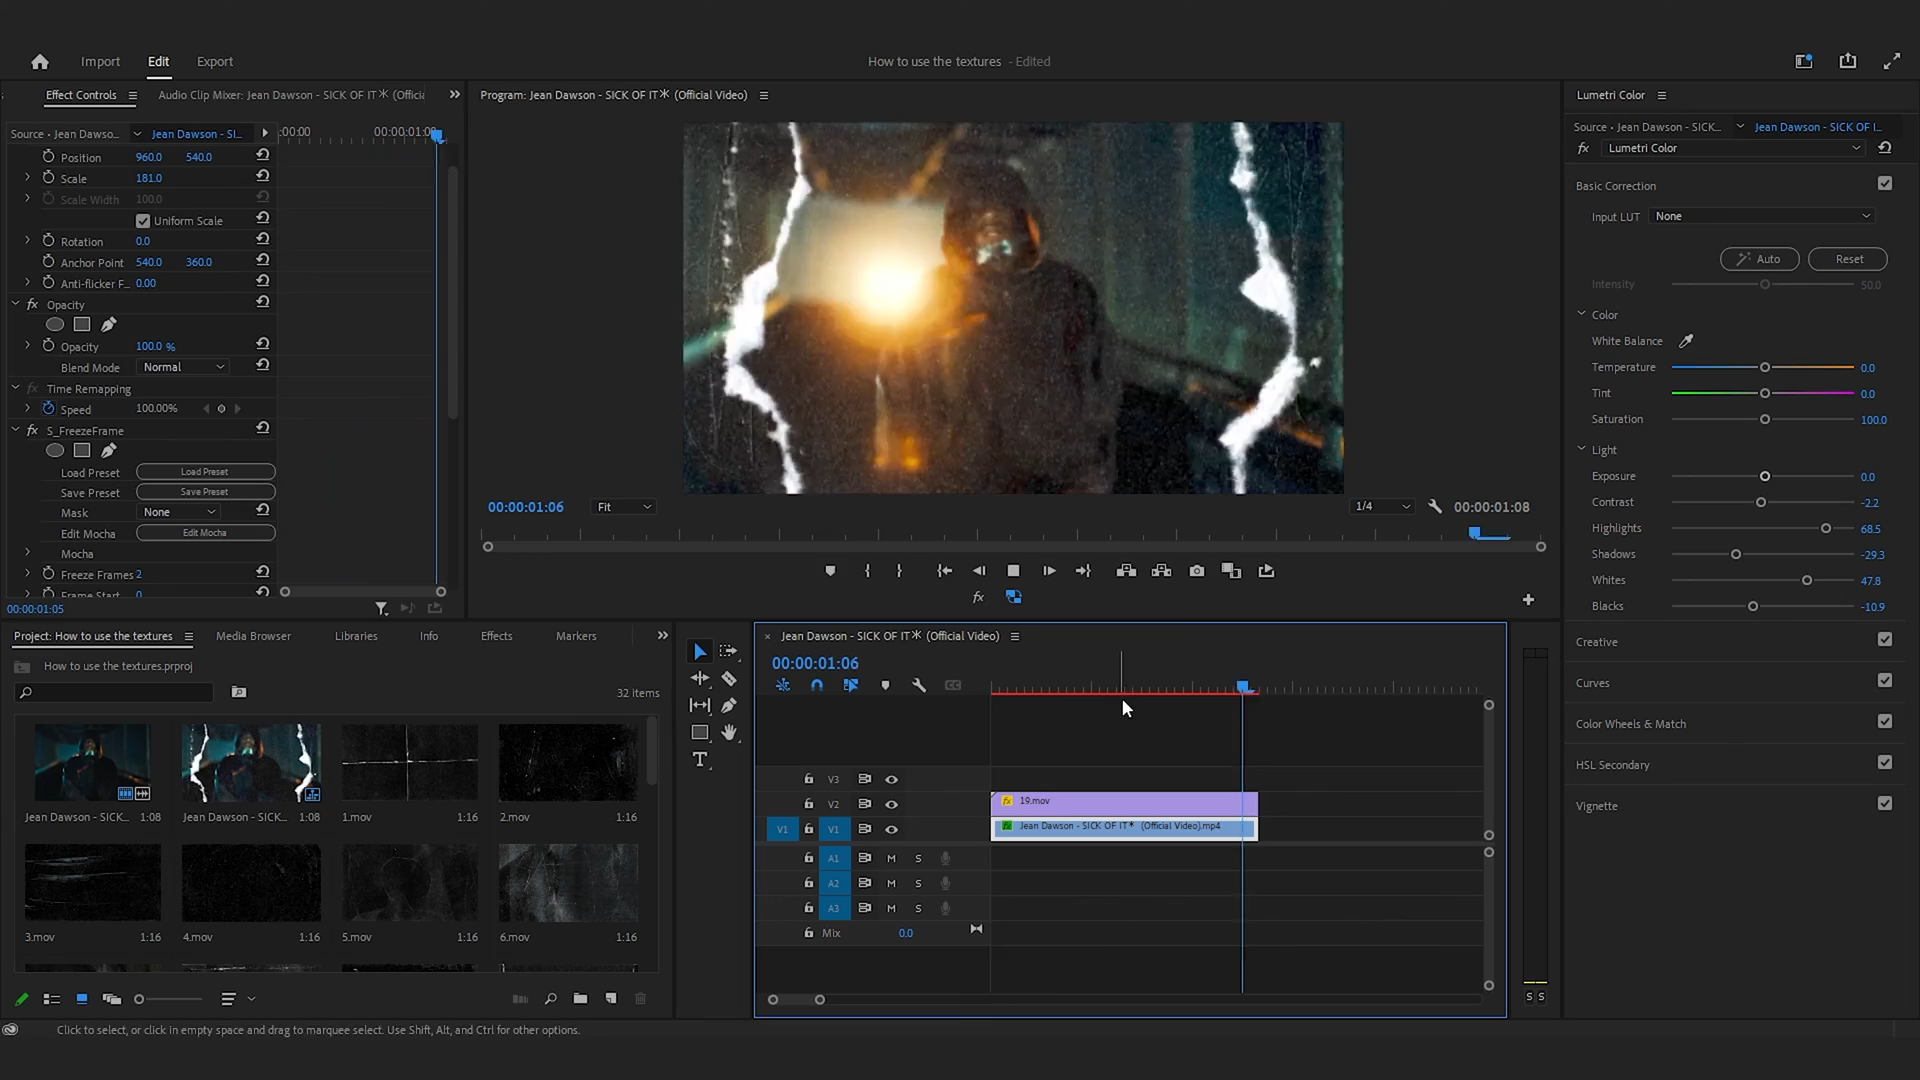 Import Edit Export How to use the textures - Edited
Effect Controls Audio Clip Mixer: Jean Dawson - SICK OF IT* (Officia
Program: Jean Dawson - SICK OF IT* (Official Video)
Lumetri Color
Source • Jean Dawso... Jean Dawson - SI... :00:00 00:00:01:00
Position 960.0 540.0
Scale 181.0
Scale Width 100.0
Uniform Scale
Rotation 0.0
Anchor Point 540.0 360.0
Anti-flicker F... 0.00
fx Opacity
Opacity 100.0 %
Blend Mode Normal
fx Time Remapping
Speed 100.00%
fx S_FreezeFrame
Load Preset Load Preset
Save Preset Save Preset
Mask None
Edit Mocha Edit Mocha
Mocha
Freeze Frames 2
Frame Start 0
00:00:01:05
00:00:01:06 Fit 1/4 00:00:01:08
fx
Source • Jean Dawson - SICK... Jean Dawson - SICK OF I...
fx Lumetri Color
Basic Correction
Input LUT None
Auto Reset
Intensity 50.0
Color
White Balance
Temperature 0.0
Tint 0.0
Saturation 100.0
Light
Exposure 0.0
Contrast -2.2
Highlights 68.5
Shadows -29.3
Whites 47.8
Blacks -10.9
Creative
Curves
Color Wheels & Match
HSL Secondary
Vignette
Project: How to use the textures Media Browser Libraries Info Effects Markers
How to use the textures.prproj
32 items
Jean Dawson - SICK... 1:08 Jean Dawson - SICK... 1:08 1.mov 1:16 2.mov 1:16
3.mov 1:16 4.mov 1:16 5.mov 1:16 6.mov 1:16
T
× Jean Dawson - SICK OF IT* (Official Video)
00:00:01:06
CC
V3
V2 fx 19.mov
V1 V1 fx Jean Dawson - SICK OF IT* (Official Video).mp4
A1 M S
A2 M S
A3 M S
Mix 0.0
S S
Click to select, or click in empty space and drag to marquee select. Use Shift, Alt, and Ctrl for other options.